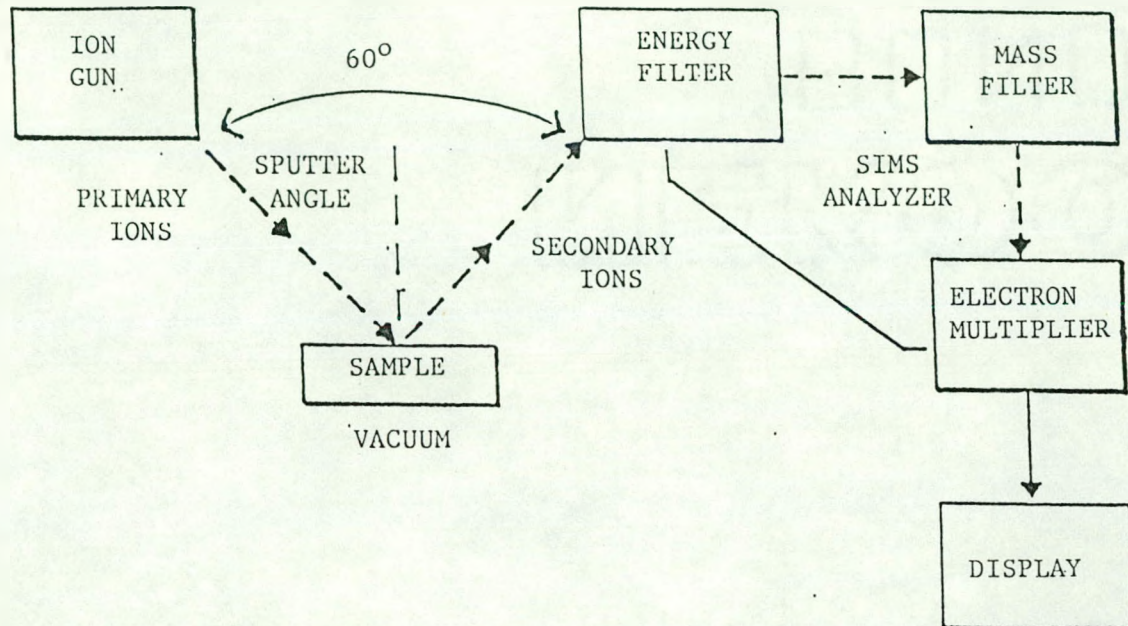 ION
GUN
60°
ENERGY
FILTER
MASS
FILTER
PRIMARY
IONS
SPUTTER
ANGLE
SIMS
ANALYZER
SECONDARY
IONS
ELECTRON
MULTIPLIER
SAMPLE
VACUUM
DISPLAY